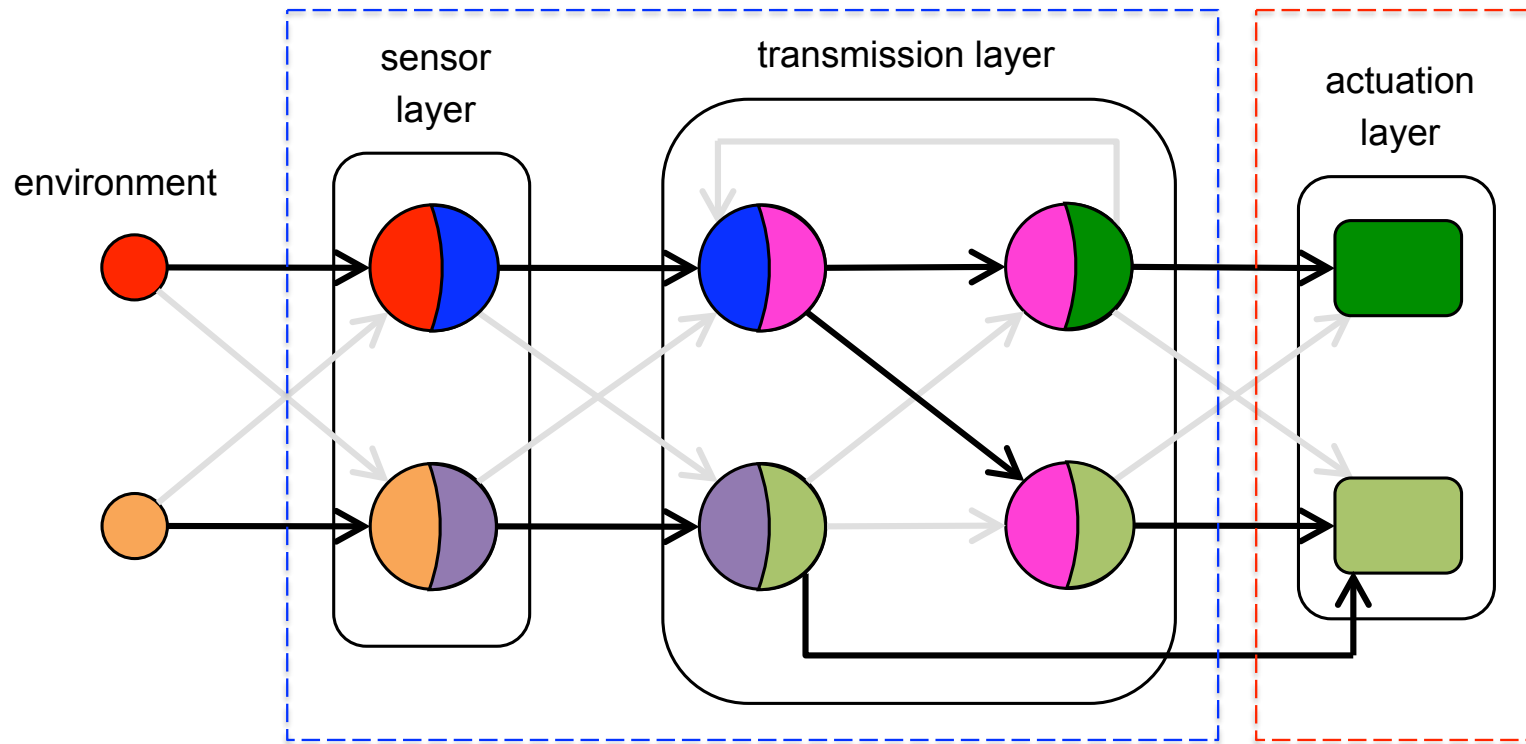 environment
sensor
layer
transmission layer
actuation
layer